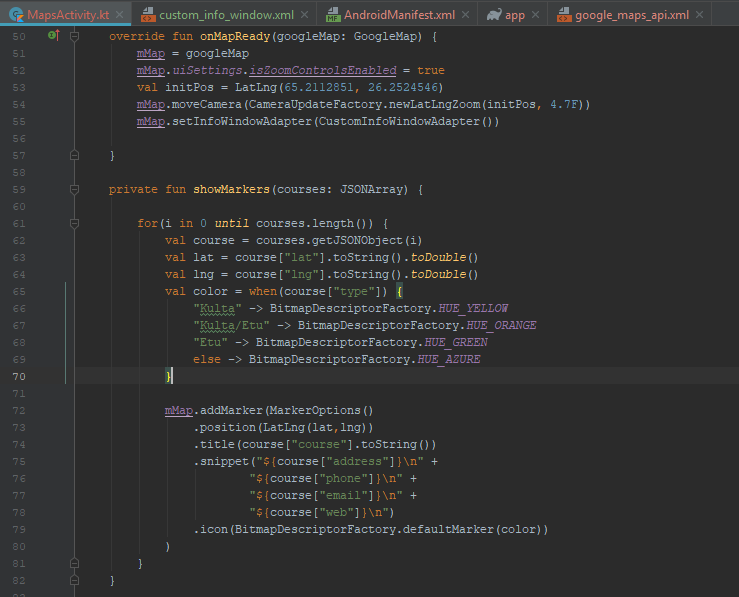 MapsActivity.kt custom_info_window.xml AndroidManifest.xml app google_maps_api.xml
50 override fun onMapReady(googleMap: GoogleMap) {
51 mMap = googleMap
52 mMap.uiSettings.isZoomControlsEnabled = true
53 val initPos = LatLng(65.2112851, 26.2524546)
54 mMap.moveCamera(CameraUpdateFactory.newLatLngZoom(initPos, 4.7F))
55 mMap.setInfoWindowAdapter(CustomInfoWindowAdapter())
56
57 }
58
59 private fun showMarkers(courses: JSONArray) {
60
61 for(i in 0 until courses.length()) {
62 val course = courses.getJSONObject(i)
63 val lat = course["lat"].toString().toDouble()
64 val lng = course["lng"].toString().toDouble()
65 val color = when(course["type"]) {
66 "Kulta" -> BitmapDescriptorFactory.HUE_YELLOW
67 "Kulta/Etu" -> BitmapDescriptorFactory.HUE_ORANGE
68 "Etu" -> BitmapDescriptorFactory.HUE_GREEN
69 else -> BitmapDescriptorFactory.HUE_AZURE
70 }
71
72 mMap.addMarker(MarkerOptions()
73 .position(LatLng(lat,lng))
74 .title(course["course"].toString())
75 .snippet("${course["address"]}\n" +
76 "${course["phone"]}\n" +
77 "${course["email"]}\n" +
78 "${course["web"]}\n")
79 .icon(BitmapDescriptorFactory.defaultMarker(color))
80 )
81 }
82 }